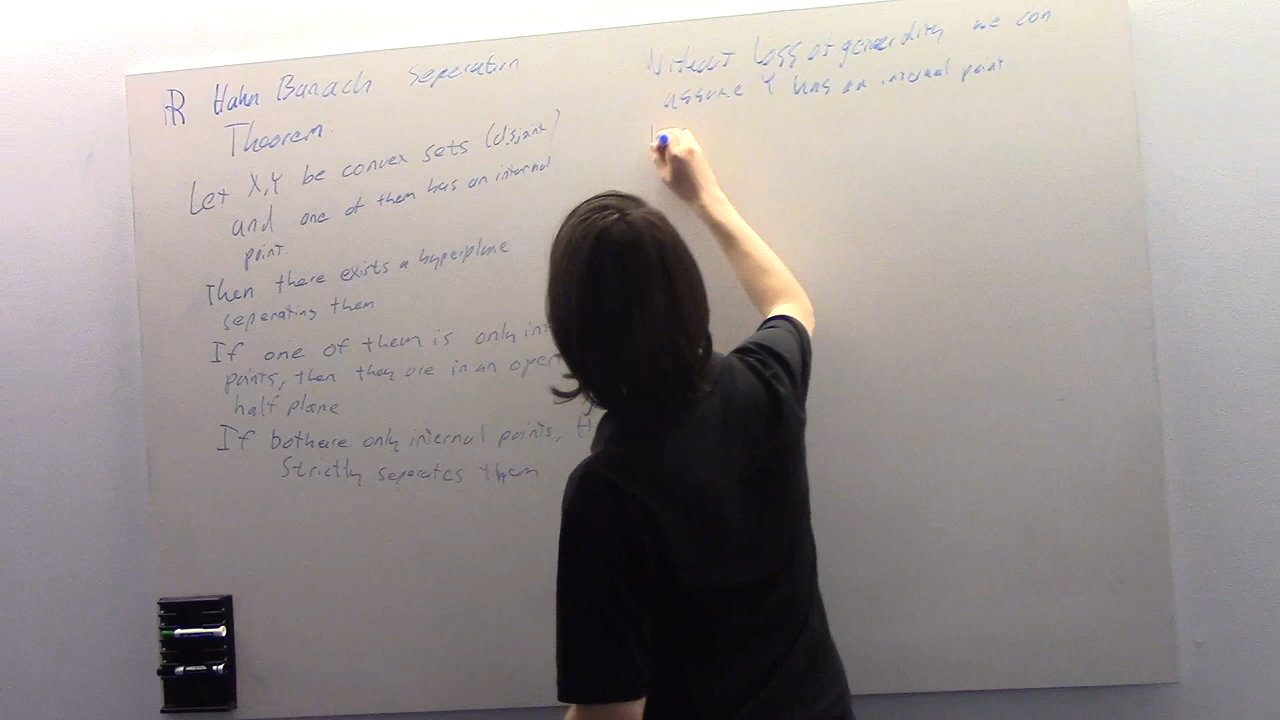 ℝ Hahn Banach Seperation
Theorem:
Let X,Y be convex sets (disjoint)
and one of them has an internal
point.
Then there exists a hyperplane
seperating them
If one of them is only int
points, then they are in an open
half plane
If both are only internal points,
Strictly separates them
Without loss of generality we can
assume Y has an internal point